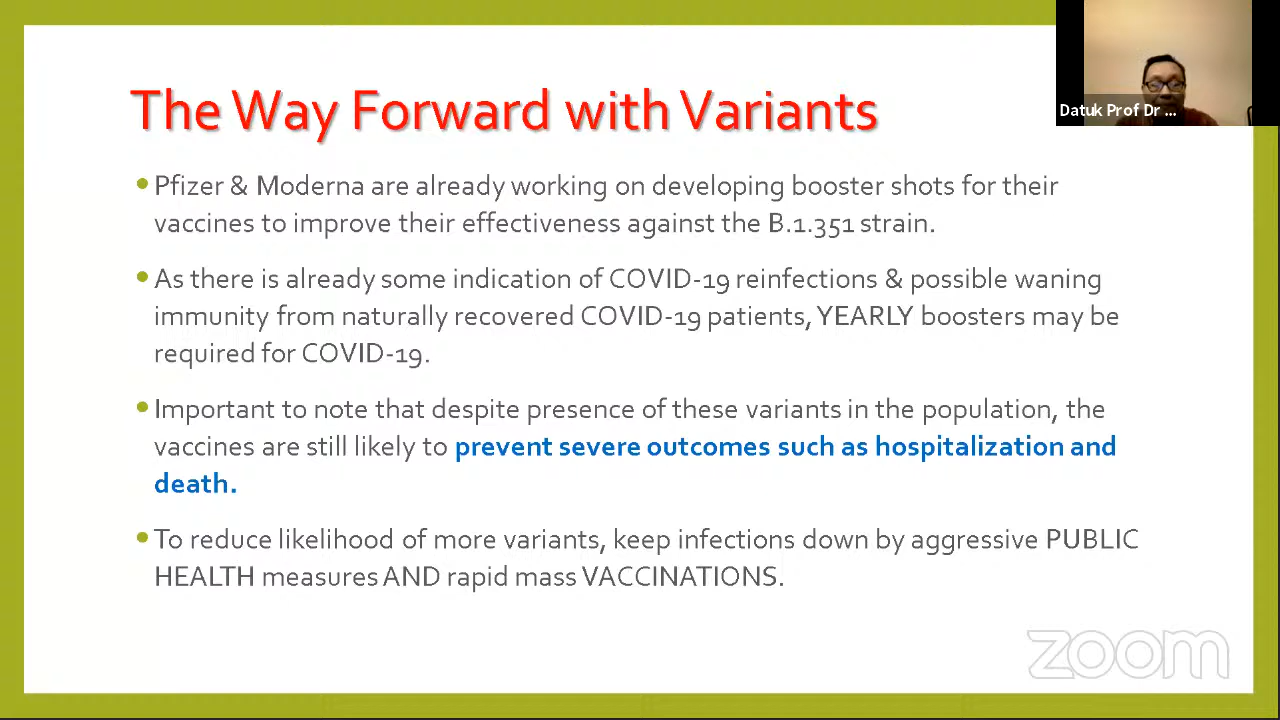 The Way Forward with Variants
Datuk Prof Dr ...
• Pfizer & Moderna are already working on developing booster shots for their
vaccines to improve their effectiveness against the B.1.351 strain.
• As there is already some indication of COVID-19 reinfections & possible waning
immunity from naturally recovered COVID-19 patients, YEARLY boosters may be
required for COVID-19.
• Important to note that despite presence of these variants in the population, the
vaccines are still likely to prevent severe outcomes such as hospitalization and
death.
• To reduce likelihood of more variants, keep infections down by aggressive PUBLIC
HEALTH measures AND rapid mass VACCINATIONS.
zoom